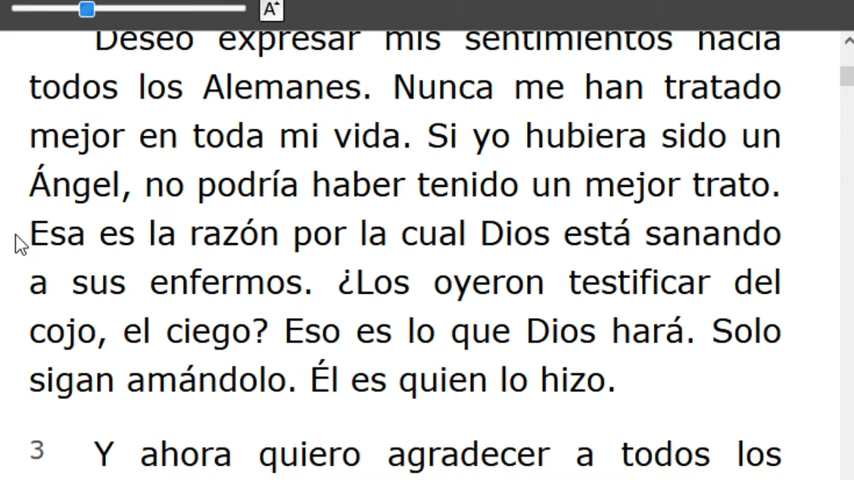 A
Deseo expresar mis sentimientos hacia
todos los Alemanes. Nunca me han tratado
mejor en toda mi vida. Si yo hubiera sido un
Ángel, no podría haber tenido un mejor trato.
Esa es la razón por la cual Dios está sanando
a sus enfermos. ¿Los oyeron testificar del
cojo, el ciego? Eso es lo que Dios hará. Solo
sigan amándolo. Él es quien lo hizo.
3 Y ahora quiero agradecer a todos los